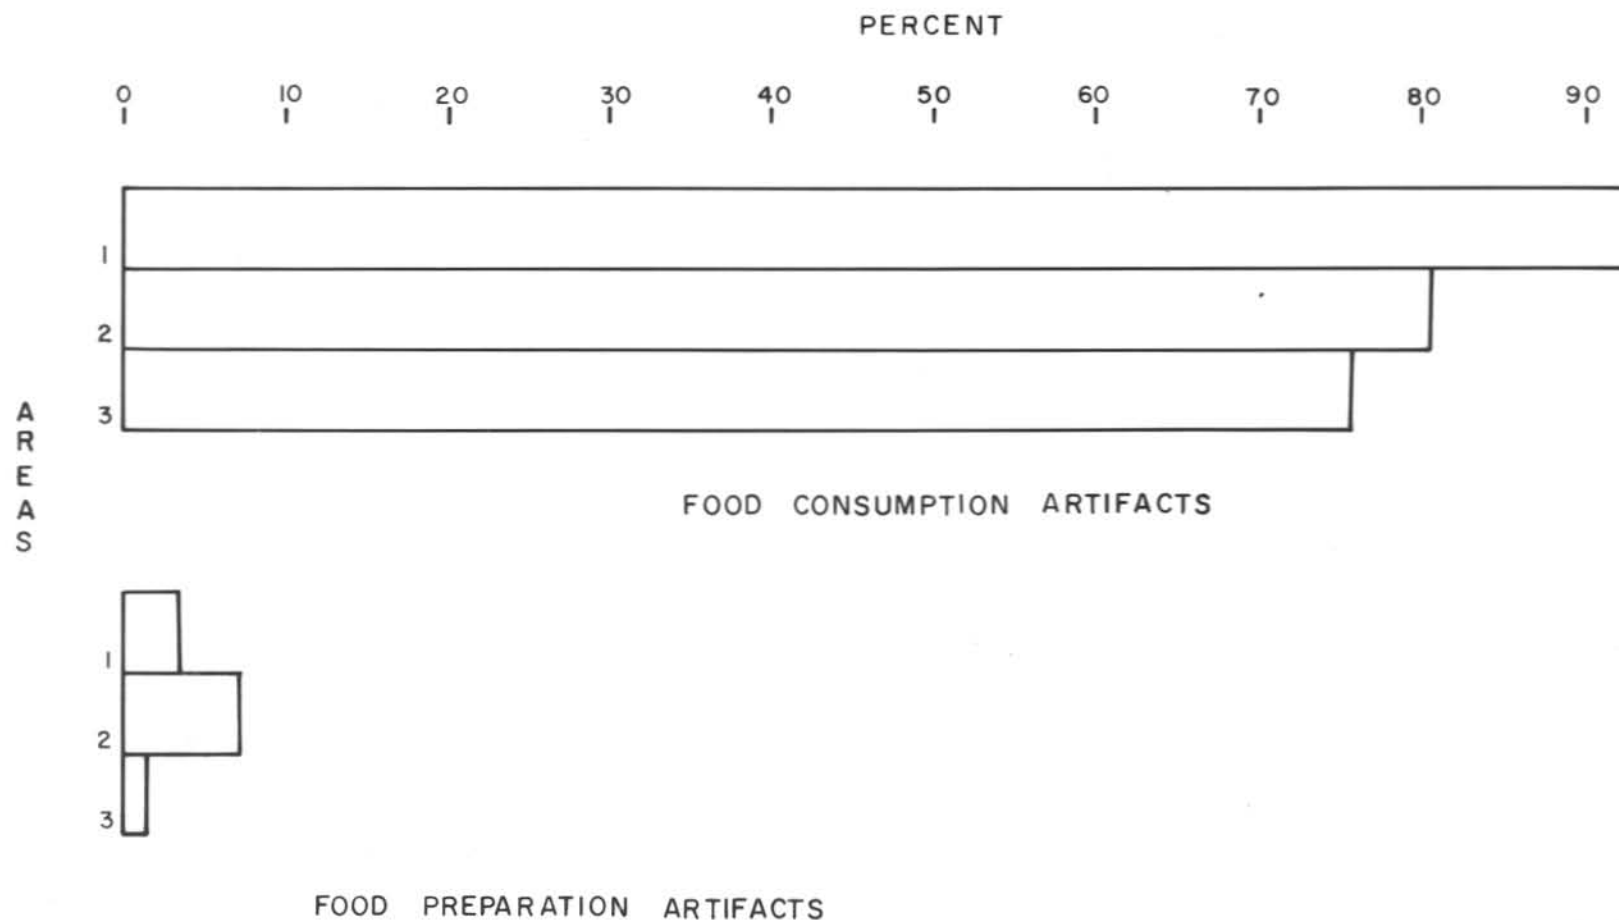 PERCENT
0 10 20 30 40 50 60 70 80 90
1
2
3
AREAS
FOOD CONSUMPTION ARTIFACTS
1
2
3
FOOD PREPARATION ARTIFACTS